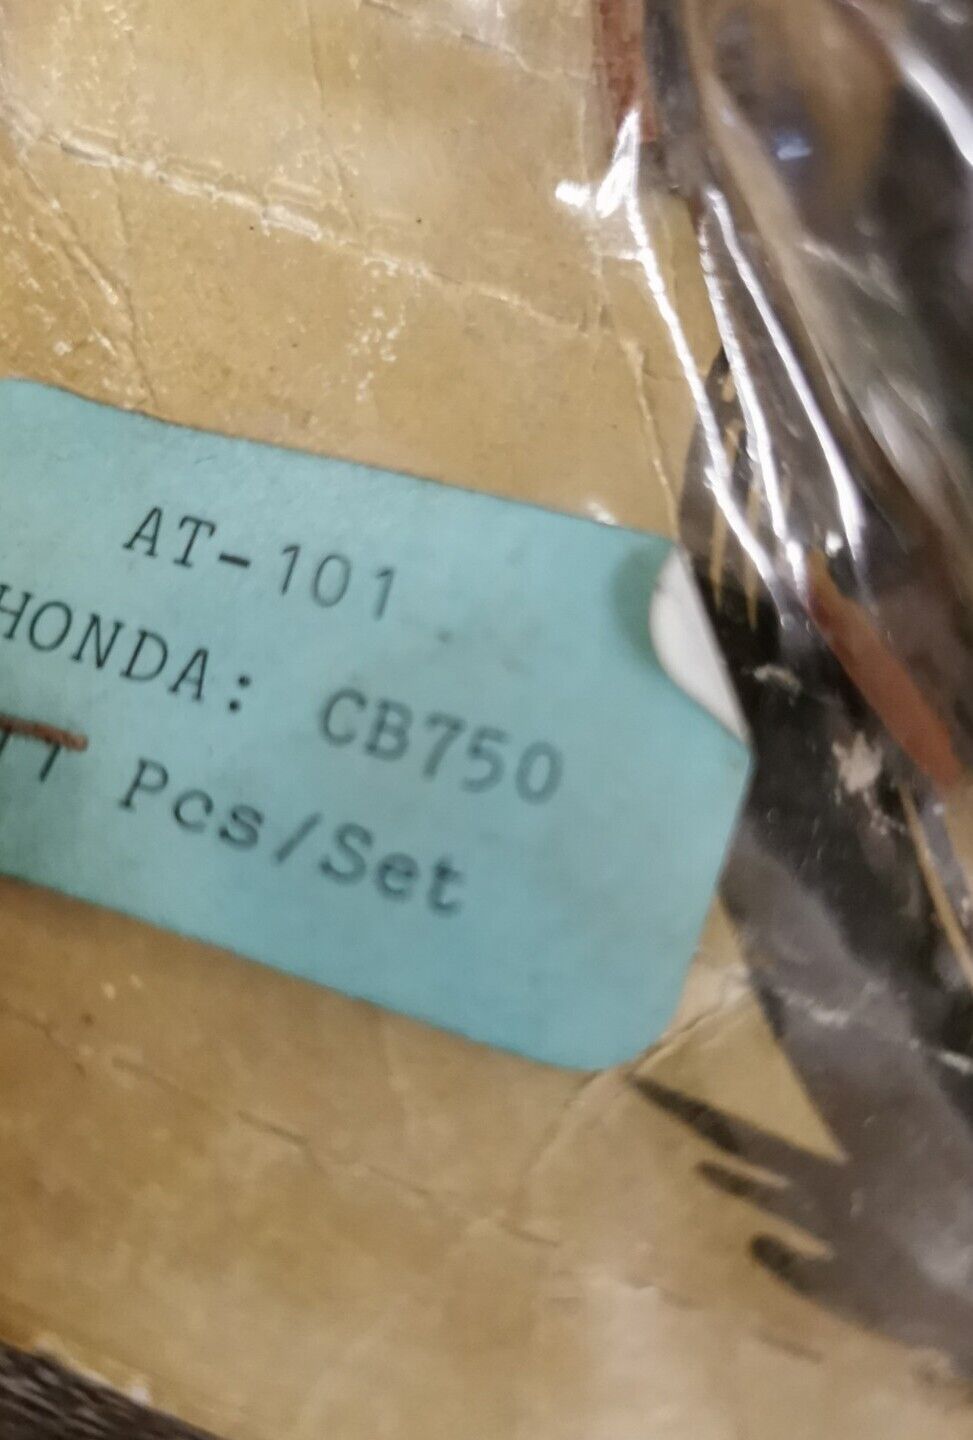 AT-101
HONDA: CB750
Pcs/Set